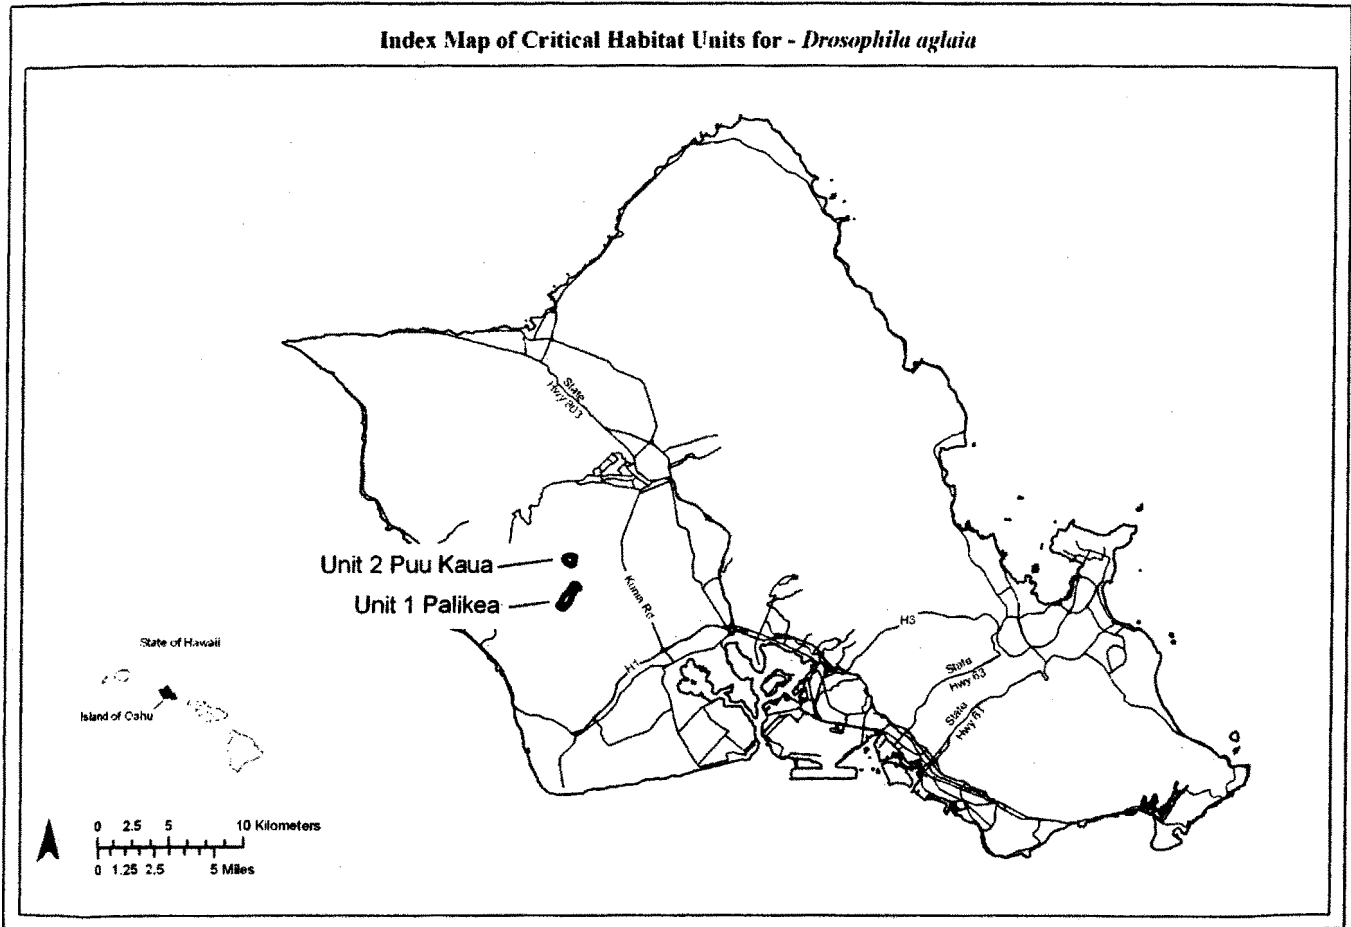 Index Map of Critical Habitat Units for - Drosophila aglaia
State
Hwy 803
Unit 2 Puu Kaua
Unit 1 Palikea
Kunia Rd
H1
H3
State
Hwy 63
State
Hwy 61
State of Hawaii
Island of Oahu
0 2.5 5 10 Kilometers
0 1.25 2.5 5 Miles